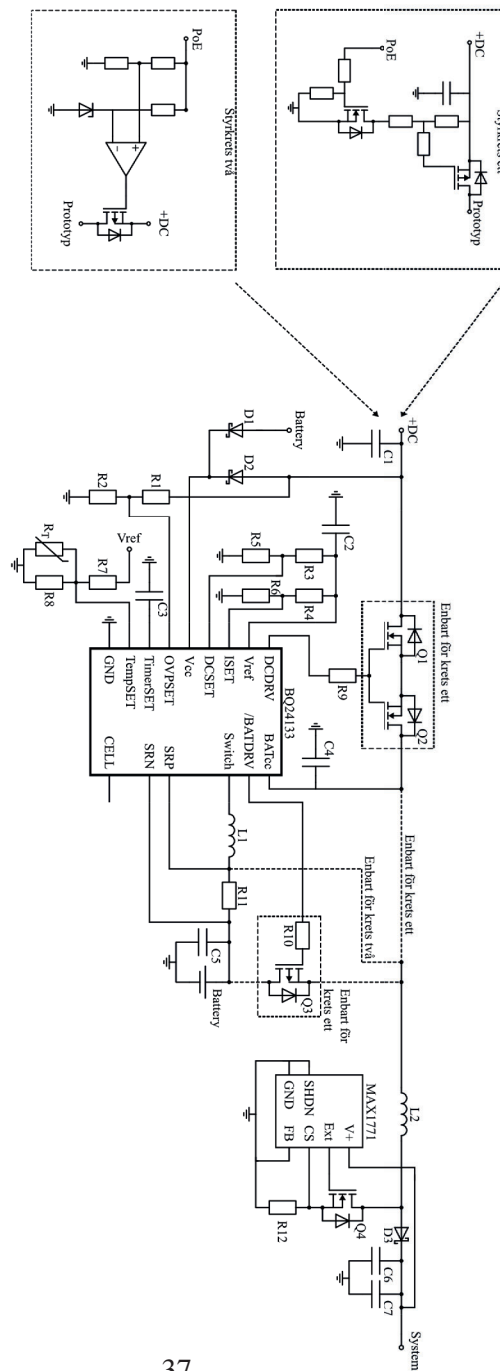 PoE
Styrkrets två
+
−
+DC
Prototyp
+DC
PoE
Prototyp
Styrkrets ett
+DC
C1
Battery
D1
D2
R1
R2
Vref
RT
R7
R8
C3
C2
R3
R5
R4
R6
Enbart för krets ett
Q1
Q2
R9
BQ24133
DCDRV
Vref
ISET
DCSET
Vcc
OVPSET
TimerSET
TempSET
GND
BATcc
/BATDRV
Switch
SRP
SRN
CELL
C4
L1
R11
Enbart för krets ett
Enbart för krets två
R10
Q3
Enbart för
krets ett
C5
Battery
L2
MAX1771
V+
Ext
CS
FB
SHDN
GND
Q4
R12
D3
C6
C7
System
37